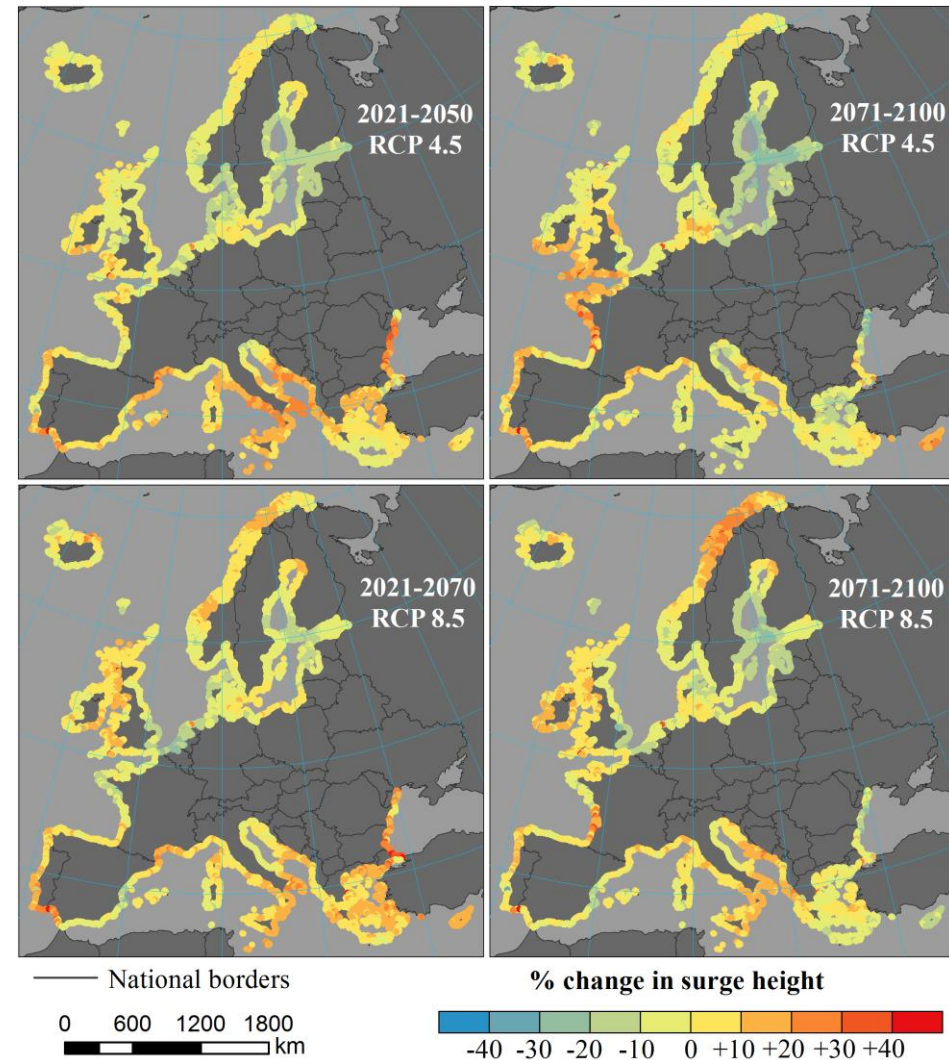 2021-2050
RCP 4.5
2071-2100
RCP 4.5
2021-2070
RCP 8.5
2071-2100
RCP 8.5
National borders
% change in surge height
0 600 1200 1800
km
-40 -30 -20 -10 0 +10 +20 +30 +40